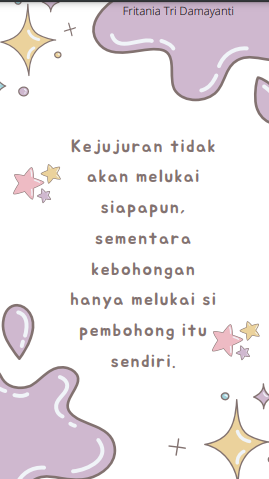 Fritania Tri Damayanti
Kejujuran tidak
akan melukai
siapapun,
sementara
kebohongan
hanya melukai si
pembohong itu
sendiri.